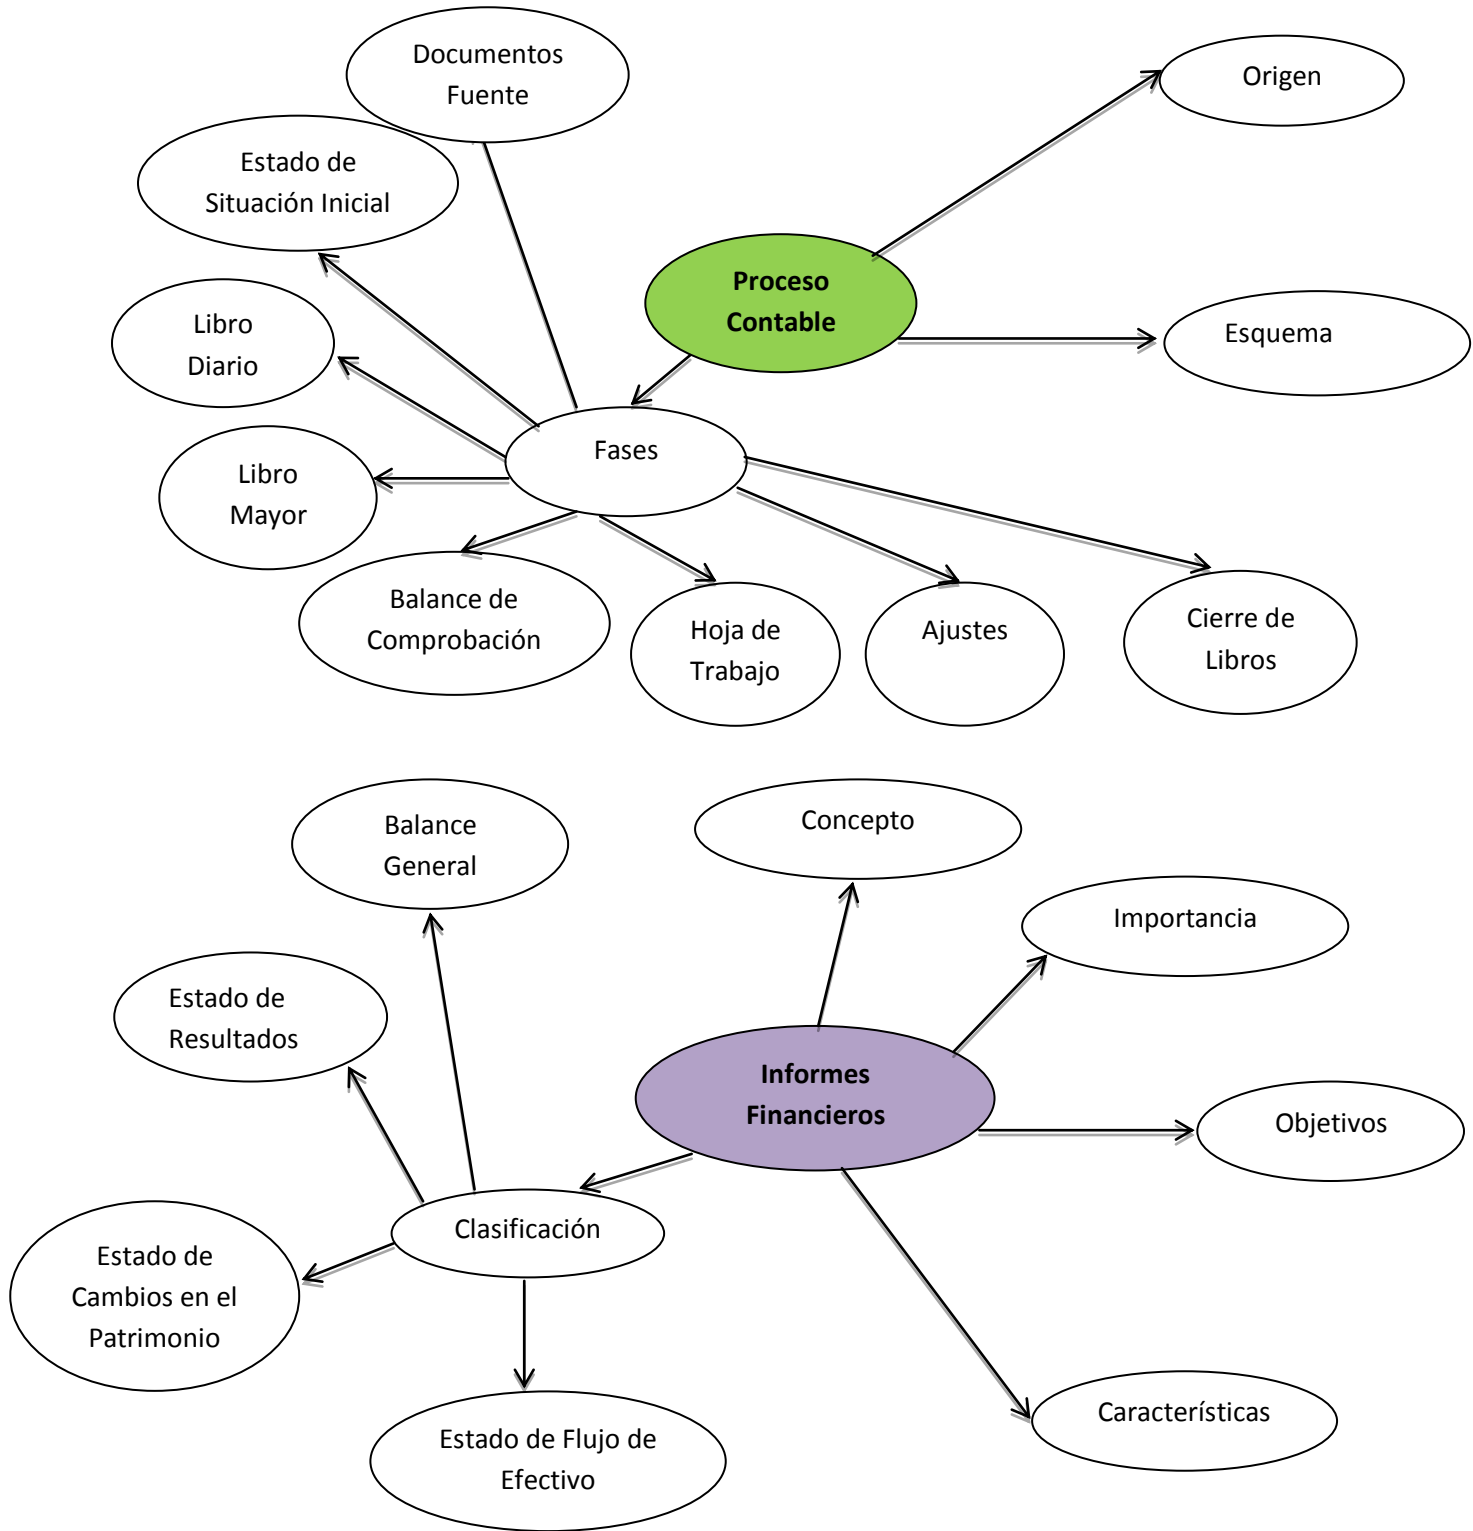 Documentos
Fuente
Origen
Estado de
Situación Inicial
Proceso
Contable
Libro
Diario
Esquema
Fases
Libro
Mayor
Balance de
Comprobación
Hoja de
Trabajo
Ajustes
Cierre de
Libros
Balance
General
Concepto
Importancia
Estado de
Resultados
Informes
Financieros
Objetivos
Clasificación
Estado de
Cambios en el
Patrimonio
Características
Estado de Flujo de
Efectivo